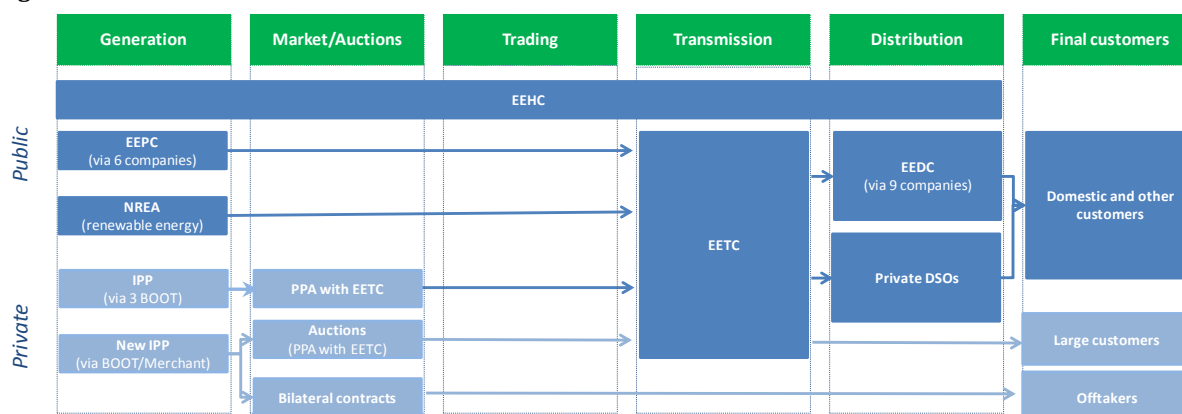 Generation
Market/Auctions
Trading
Transmission
Distribution
Final customers
EEHC
Public
EEPC
(via 6 companies)
NREA
(renewable energy)
EETC
EEDC
(via 9 companies)
Private DSOs
Domestic and other
customers
Private
IPP
(via 3 BOOT)
PPA with EETC
New IPP
(via BOOT/Merchant)
Auctions
(PPA with EETC)
Bilateral contracts
Large customers
Offtakers